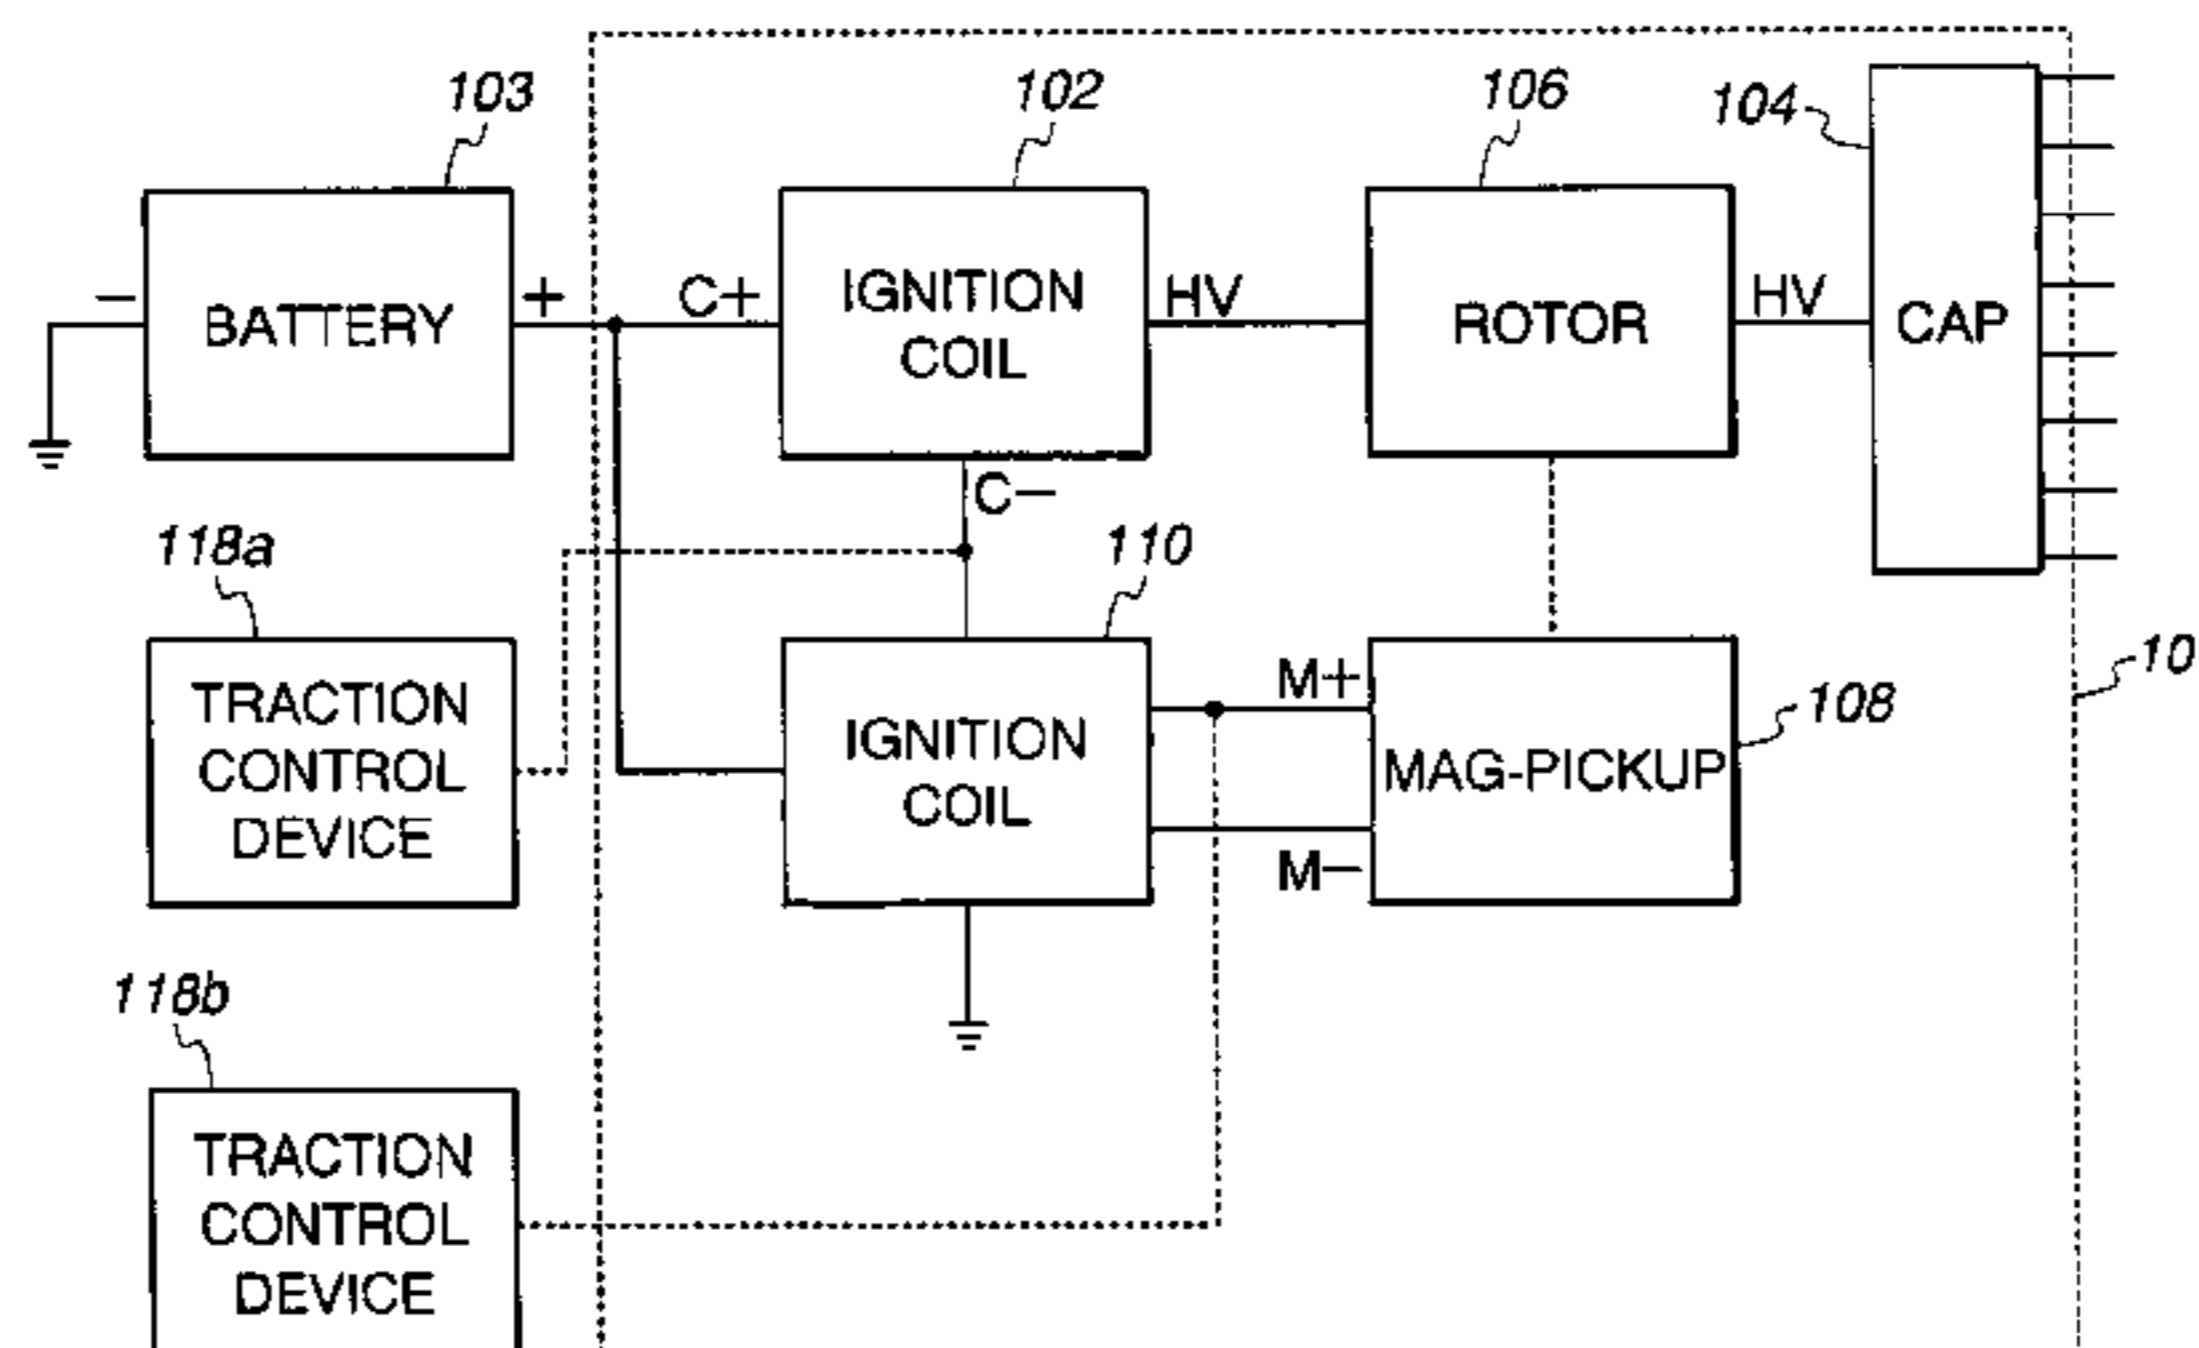 103
102
106
104
BATTERY
−
+
C+
IGNITION
COIL
HV
ROTOR
HV
CAP
C−
118a
110
10
TRACTION
CONTROL
DEVICE
IGNITION
COIL
M+
M−
MAG-PICKUP
108
118b
TRACTION
CONTROL
DEVICE